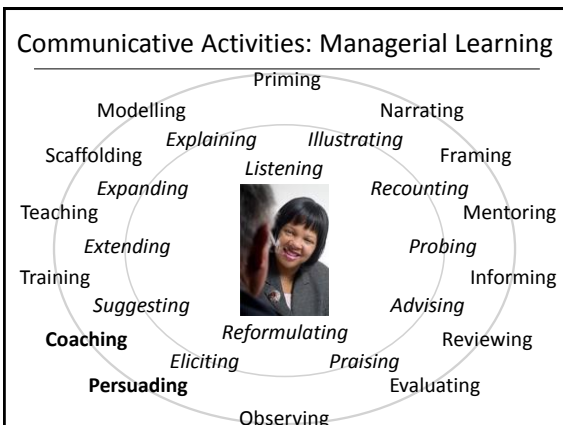 Communicative Activities: Managerial Learning
Priming
Modelling
Narrating
Explaining
Illustrating
Scaffolding
Listening
Framing
Expanding
Recounting
Teaching
Mentoring
Extending
Probing
Training
Informing
Suggesting
Advising
Coaching
Reformulating
Reviewing
Eliciting
Praising
Persuading
Evaluating
Observing